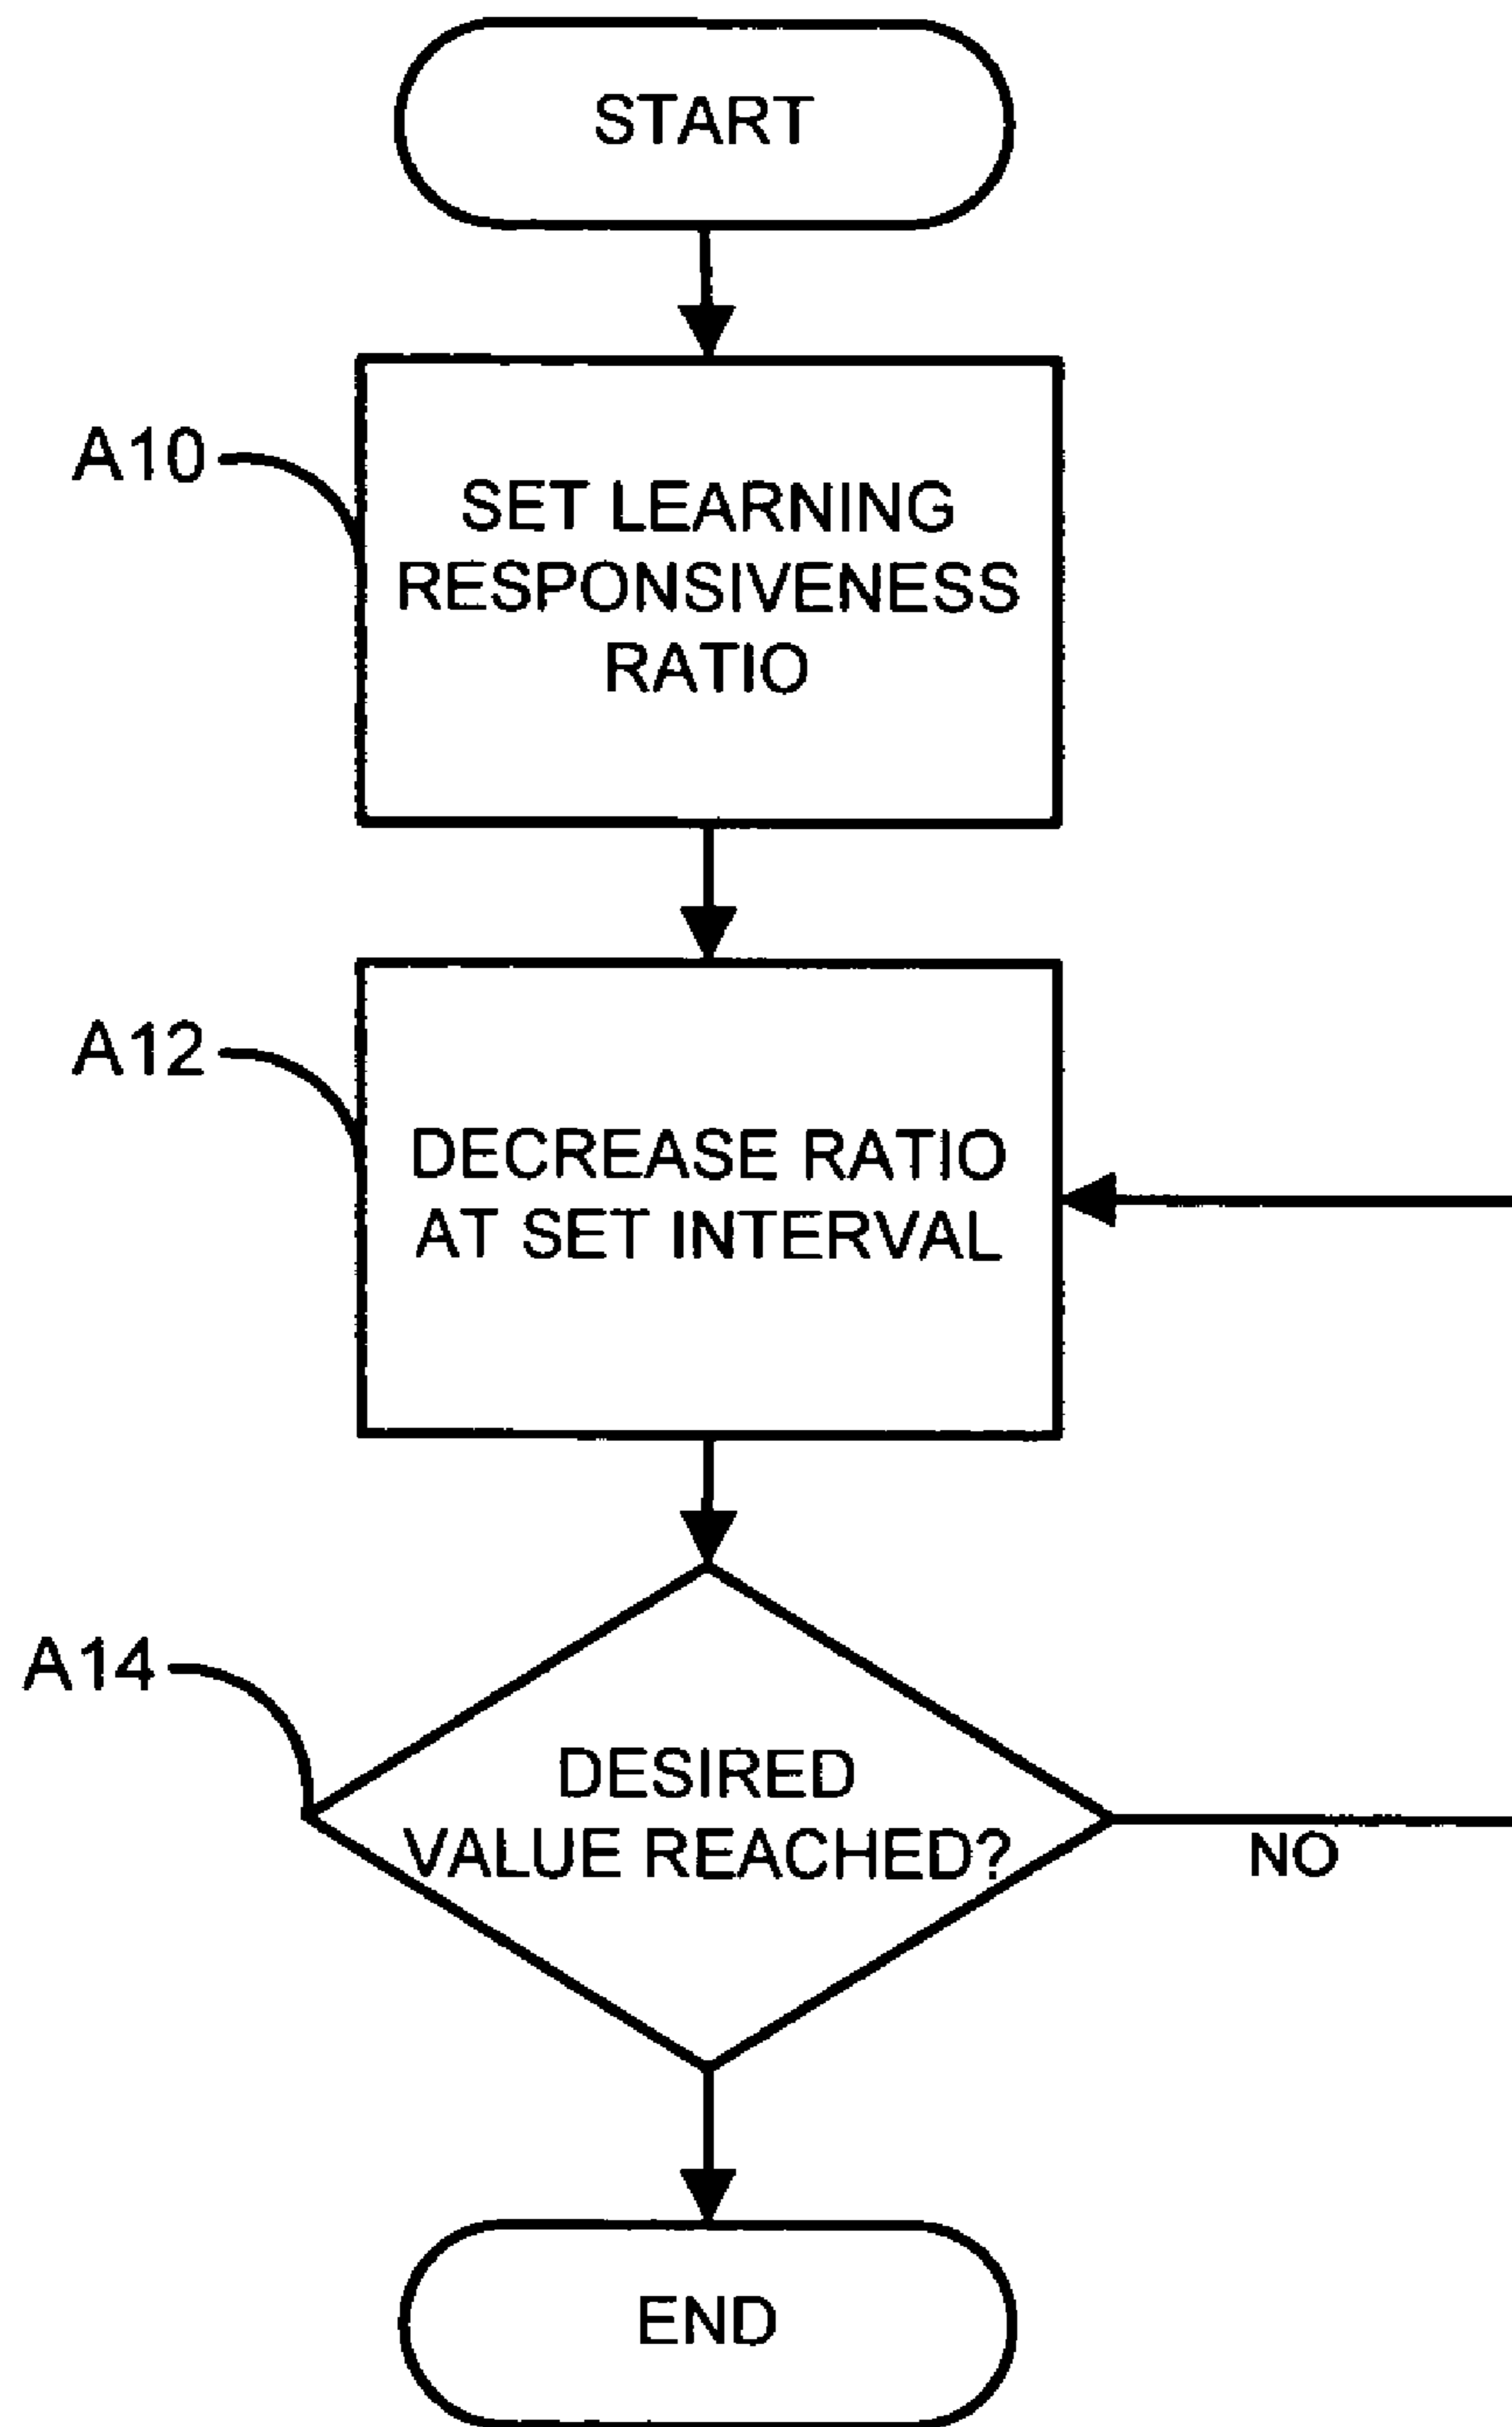 START
A10
SET LEARNING
RESPONSIVENESS
RATIO
A12
DECREASE RATIO
AT SET INTERVAL
A14
DESIRED
VALUE REACHED?
NO
END